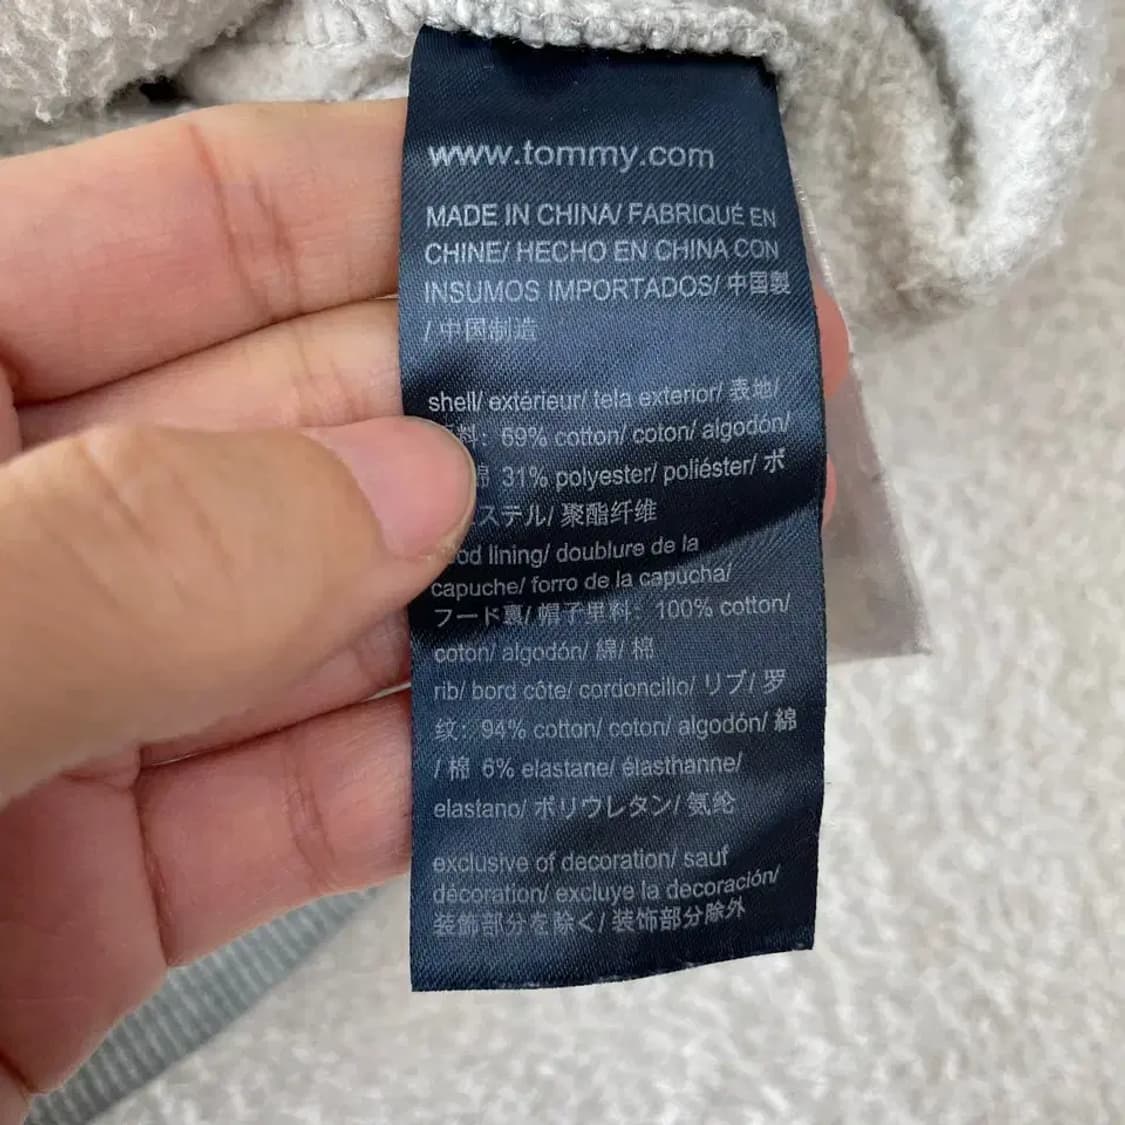 www.tommy.com
MADE IN CHINA/ FABRIQUÉ EN
CHINE/ HECHO EN CHINA CON
INSUMOS IMPORTADOS/ 中国製
/ 中国制造
shell/ extérieur/ tela exterior/ 表地/
料: 69% cotton/ coton/ algodón/
31% polyester/ poliéster/ ポ
ステル/ 聚酯纤维
lining/ doublure de la
capuche/ forro de la capucha/
フード裏/ 帽子里料: 100% cotton/
coton/ algodón/ 綿/ 棉
rib/ bord côte/ cordoncillo/ リブ/ 罗
纹: 94% cotton/ coton/ algodón/ 綿
/ 棉 6% elastane/ élasthanne/
elastano/ ポリウレタン/ 氨纶
exclusive of decoration/ sauf
décoration/ excluye la decoración/
装飾部分を除く/ 装饰部分除外